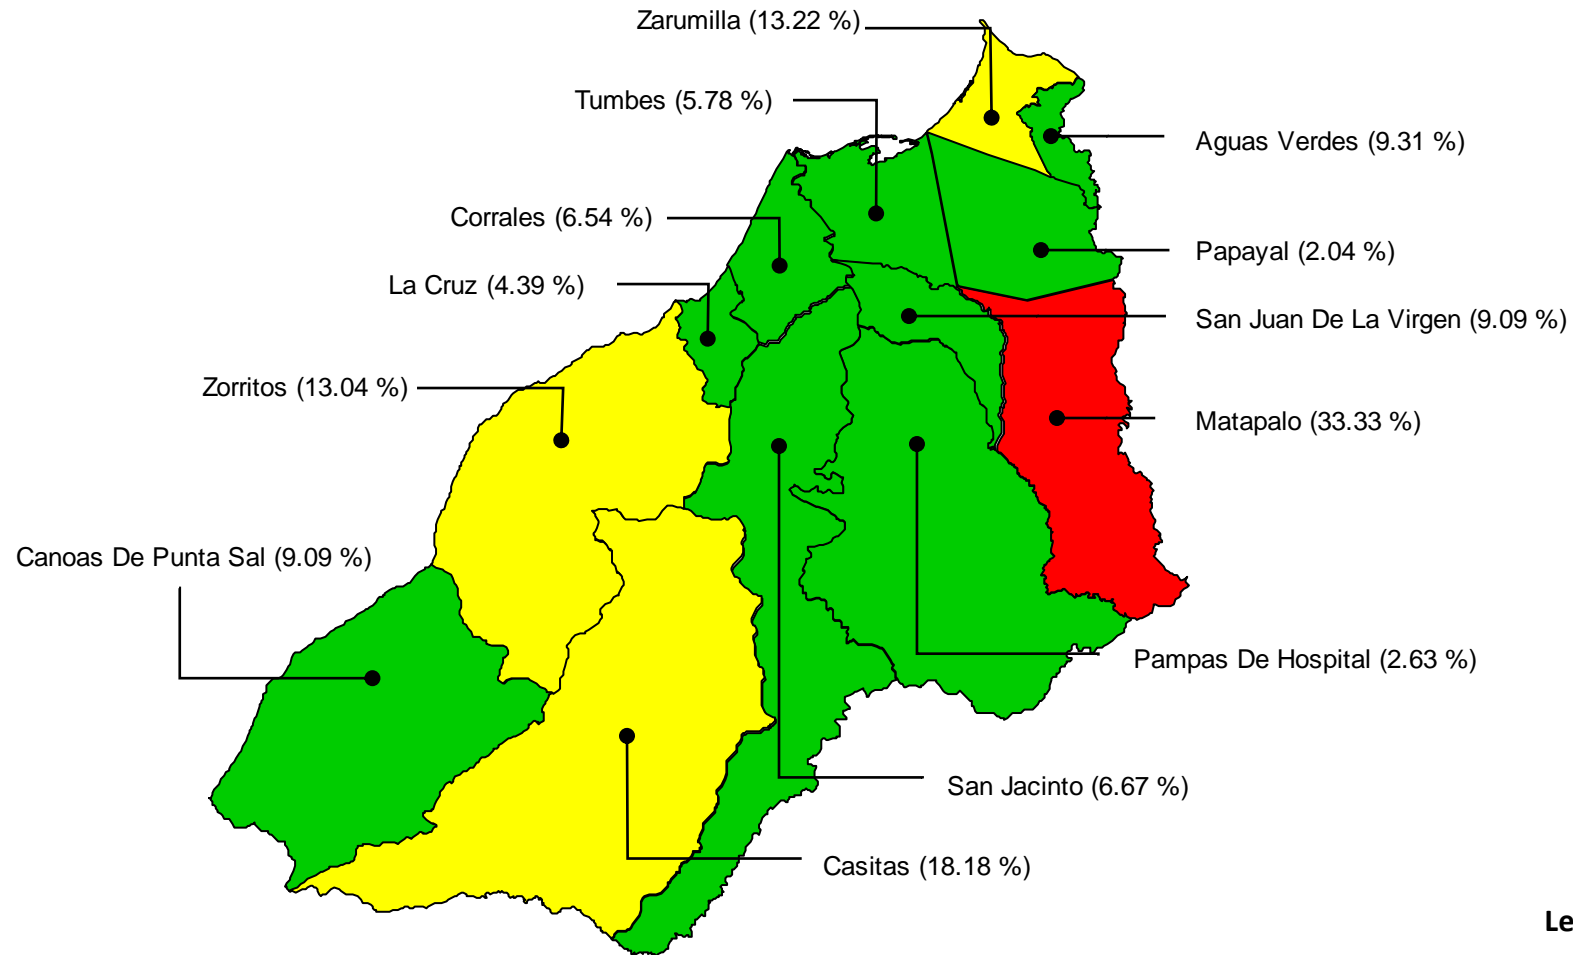 Zarumilla (13.22 %)
Tumbes (5.78 %)
Aguas Verdes (9.31 %)
Corrales (6.54 %)
Papayal (2.04 %)
La Cruz (4.39 %)
San Juan De La Virgen (9.09 %)
Zorritos (13.04 %)
Matapalo (33.33 %)
Canoas De Punta Sal (9.09 %)
Pampas De Hospital (2.63 %)
San Jacinto (6.67 %)
Casitas (18.18 %)
Le